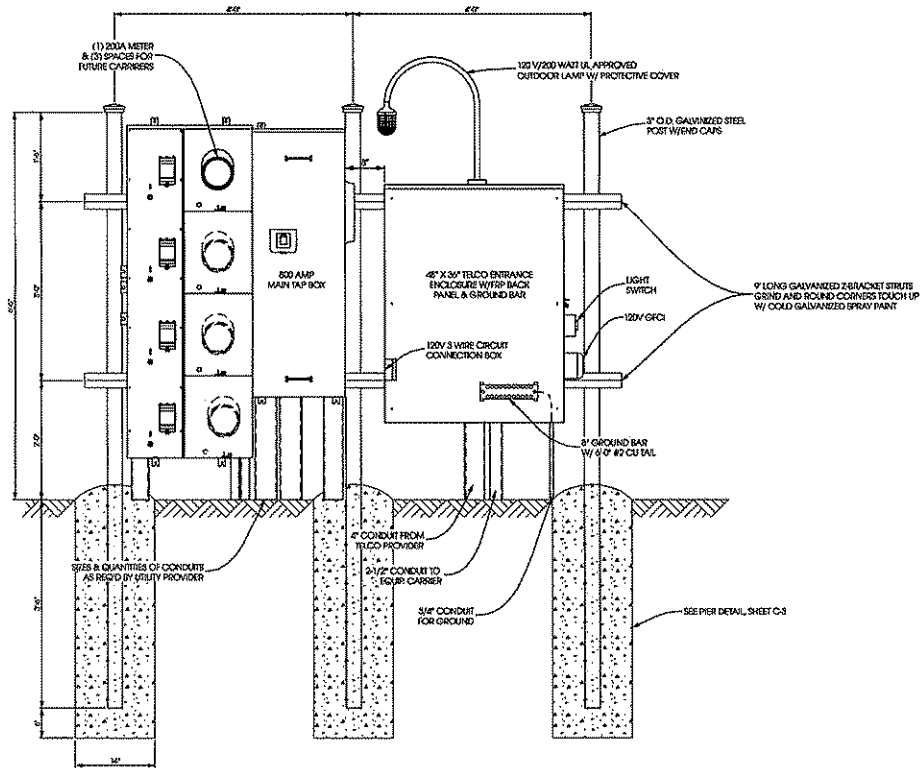 (1) 200A METER
& (3) SPACES FOR
FUTURE CARRIRERS
120 V/200 WATT UL APPROVED
OUTDOOR LAMP W/ PROTECTIVE COVER
3" O.D. GALVINIZED STEEL
POST W/END CAPS
800 AMP
MAIN TAP BOX
48" X 36" TELCO ENTRANCE
ENCLOSURE W/FRP BACK
PANEL & GROUND BAR
LIGHT
SWITCH
120V GFCI
9' LONG GALVANIZED Z-BRACKET STRUTS
GRIND AND ROUND CORNERS TOUCH UP
W/ COLD GALVANIZED SPRAY PAINT
120V 3 WIRE CIRCUIT
CONNECTION BOX
8" GROUND BAR
W/ 6'-0" #2 CU TAIL
4" CONDUIT FROM
TELCO PROVIDER
SIZES & QUANTITIES OF CONDUITS
AS REQ'D BY UTILITY PROVIDER
2-1/2" CONDUIT TO
EQUIP. CARRIER
3/4" CONDUIT
FOR GROUND
SEE PIER DETAIL, SHEET C-3